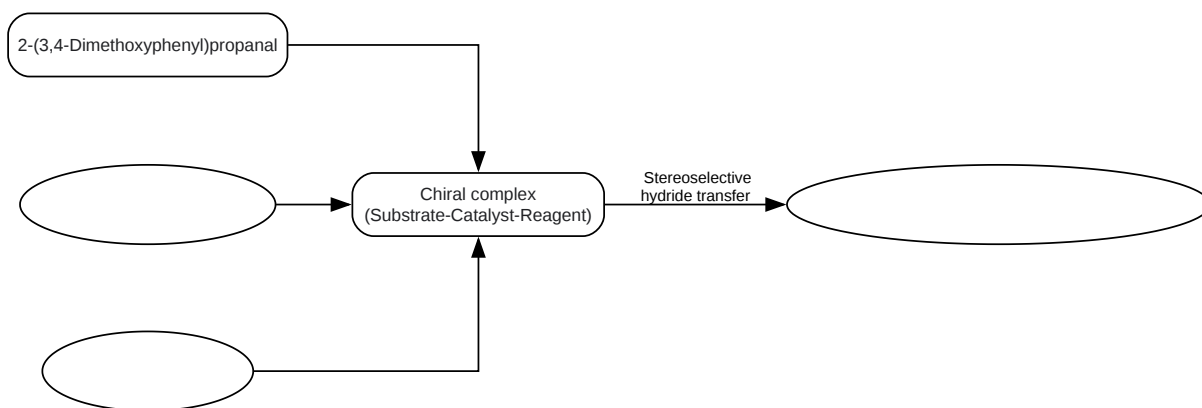 2-(3,4-Dimethoxyphenyl)propanal
Chiral complex
(Substrate-Catalyst-Reagent)
Stereoselective
hydride transfer